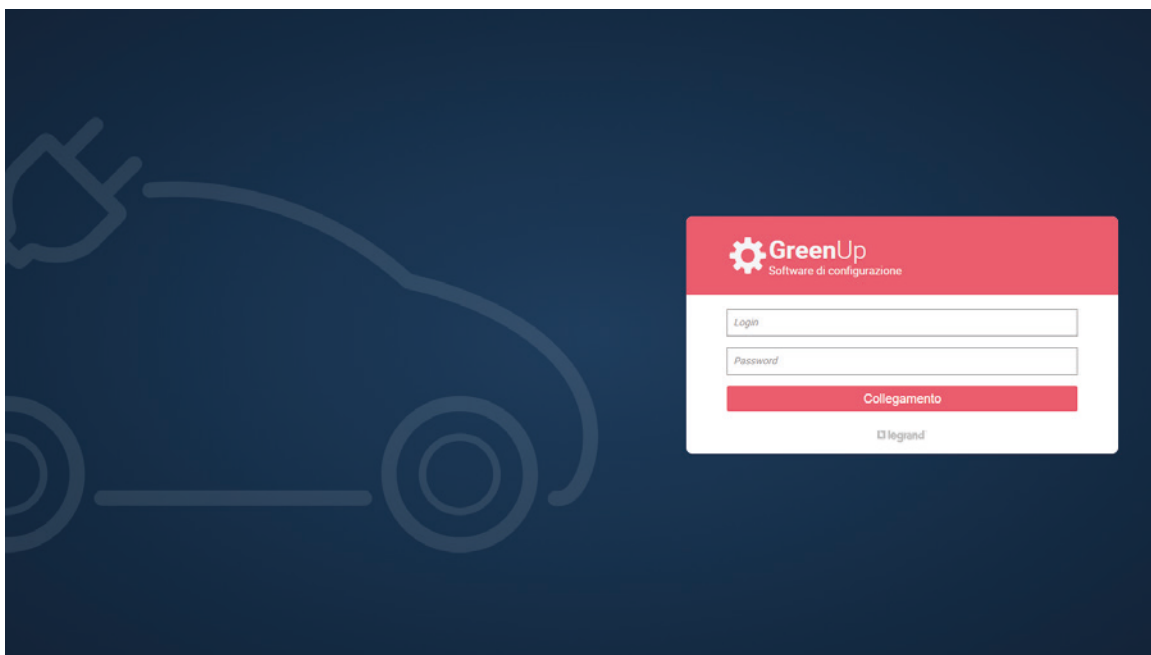 GreenUp
Software di configurazione
Login
Password
Collegamento
legrand